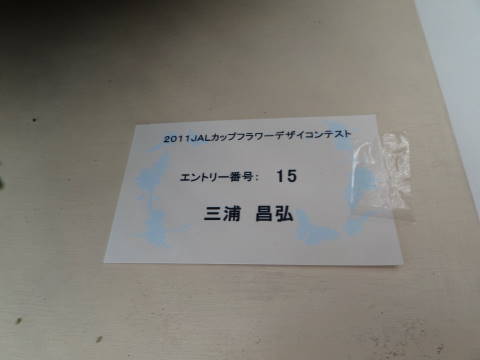 2011JALカップフラワーデザイコンテスト
エントリー番号： 15
三浦 昌弘